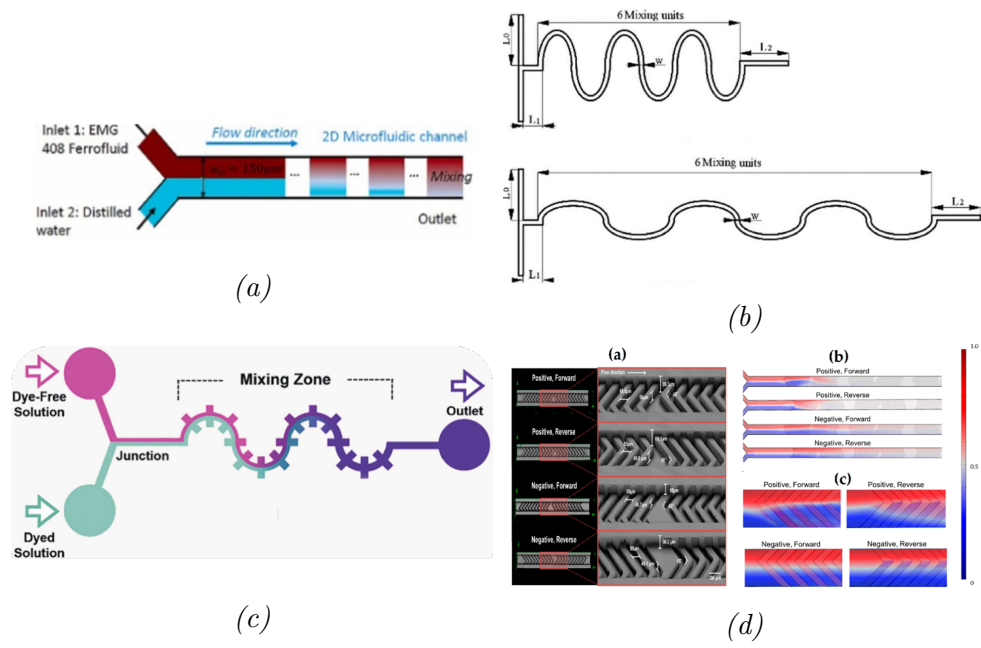 Inlet 1: EMG
408 Ferrofluid
Flow direction
2D Microfluidic channel
Mixing
Inlet 2: Distilled
water
Outlet
(a)
6 Mixing units
L0
L2
W
L1
6 Mixing units
L0
L2
W
L1
(b)
Dye-Free
Solution
Mixing Zone
Outlet
Junction
Dyed
Solution
(c)
(a)
Positive, Forward
Flow direction
Positive, Reverse
Negative, Forward
Negative, Reverse
(b)
Positive, Forward
Positive, Reverse
Negative, Forward
Negative, Reverse
(c)
Positive, Forward
Positive, Reverse
Negative, Forward
Negative, Reverse
1.0
0.5
0
(d)